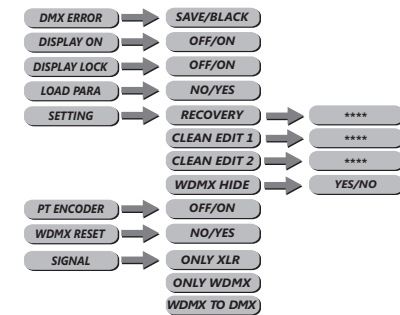 DMX ERROR SAVE/BLACK
DISPLAY ON OFF/ON
DISPLAY LOCK OFF/ON
LOAD PARA NO/YES
SETTING RECOVERY ****
CLEAN EDIT 1 ****
CLEAN EDIT 2 ****
WDMX HIDE YES/NO
PT ENCODER OFF/ON
WDMX RESET NO/YES
SIGNAL ONLY XLR
ONLY WDMX
WDMX TO DMX